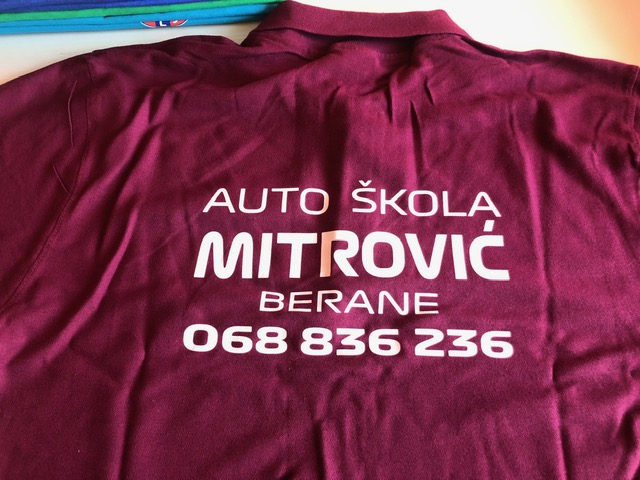 L
AUTO ŠKOLA
MITROVIĆ
BERANE
068 836 236